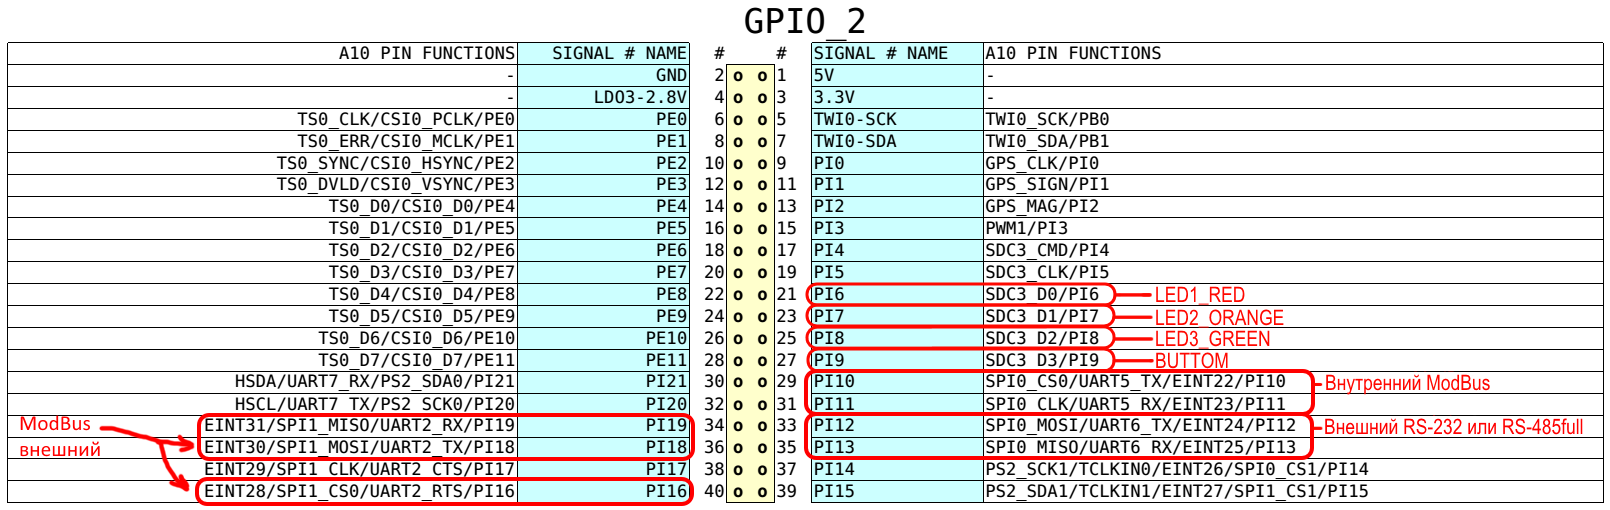 GPIO_2
A10 PIN FUNCTIONS SIGNAL # NAME # # SIGNAL # NAME A10 PIN FUNCTIONS
- GND 2 o o 1 5V -
- LDO3-2.8V 4 o o 3 3.3V -
TS0_CLK/CSI0_PCLK/PE0 PE0 6 o o 5 TWI0-SCK TWI0_SCK/PB0
TS0_ERR/CSI0_MCLK/PE1 PE1 8 o o 7 TWI0-SDA TWI0_SDA/PB1
TS0_SYNC/CSI0_HSYNC/PE2 PE2 10 o o 9 PI0 GPS_CLK/PI0
TS0_DVLD/CSI0_VSYNC/PE3 PE3 12 o o 11 PI1 GPS_SIGN/PI1
TS0_D0/CSI0_D0/PE4 PE4 14 o o 13 PI2 GPS_MAG/PI2
TS0_D1/CSI0_D1/PE5 PE5 16 o o 15 PI3 PWM1/PI3
TS0_D2/CSI0_D2/PE6 PE6 18 o o 17 PI4 SDC3_CMD/PI4
TS0_D3/CSI0_D3/PE7 PE7 20 o o 19 PI5 SDC3_CLK/PI5
TS0_D4/CSI0_D4/PE8 PE8 22 o o 21 PI6 SDC3_D0/PI6 LED1_RED
TS0_D5/CSI0_D5/PE9 PE9 24 o o 23 PI7 SDC3_D1/PI7 LED2_ORANGE
TS0_D6/CSI0_D6/PE10 PE10 26 o o 25 PI8 SDC3_D2/PI8 LED3_GREEN
TS0_D7/CSI0_D7/PE11 PE11 28 o o 27 PI9 SDC3_D3/PI9 BUTTOM
HSDA/UART7_RX/PS2_SDA0/PI21 PI21 30 o o 29 PI10 SPI0_CS0/UART5_TX/EINT22/PI10 Внутренний ModBus
HSCL/UART7_TX/PS2_SCK0/PI20 PI20 32 o o 31 PI11 SPI0_CLK/UART5_RX/EINT23/PI11
ModBus EINT31/SPI1_MISO/UART2_RX/PI19 PI19 34 o o 33 PI12 SPI0_MOSI/UART6_TX/EINT24/PI12 Внешний RS-232 или RS-485full
внешний EINT30/SPI1_MOSI/UART2_TX/PI18 PI18 36 o o 35 PI13 SPI0_MISO/UART6_RX/EINT25/PI13
EINT29/SPI1_CLK/UART2_CTS/PI17 PI17 38 o o 37 PI14 PS2_SCK1/TCLKIN0/EINT26/SPI0_CS1/PI14
EINT28/SPI1_CS0/UART2_RTS/PI16 PI16 40 o o 39 PI15 PS2_SDA1/TCLKIN1/EINT27/SPI1_CS1/PI15